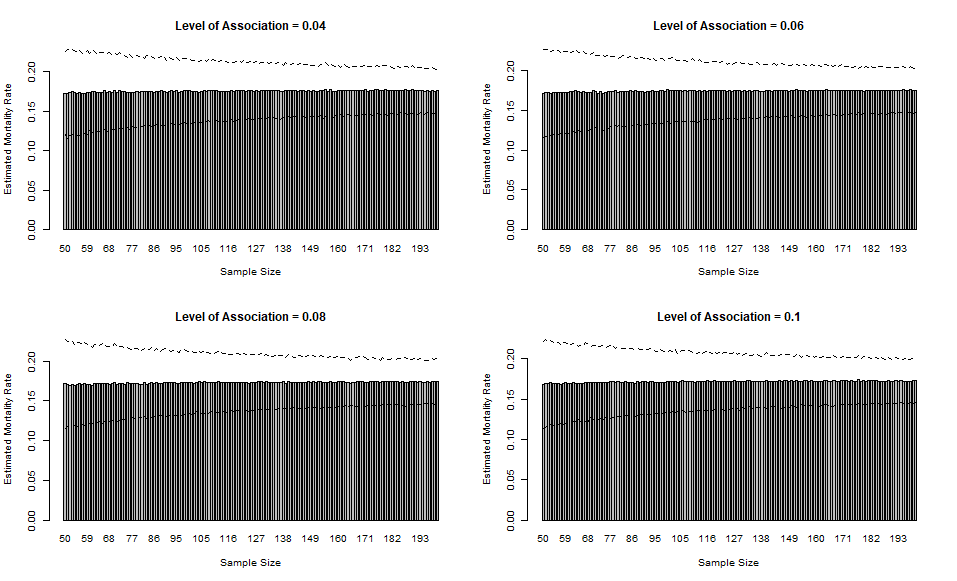 Level of Association = 0.04
Estimated Mortality Rate
0.00 0.05 0.10 0.15 0.20
50 59 68 77 86 95 105 116 127 138 149 160 171 182 193
Sample Size
Level of Association = 0.06
Estimated Mortality Rate
0.00 0.05 0.10 0.15 0.20
50 59 68 77 86 95 105 116 127 138 149 160 171 182 193
Sample Size
Level of Association = 0.08
Estimated Mortality Rate
0.00 0.05 0.10 0.15 0.20
50 59 68 77 86 95 105 116 127 138 149 160 171 182 193
Sample Size
Level of Association = 0.1
Estimated Mortality Rate
0.00 0.05 0.10 0.15 0.20
50 59 68 77 86 95 105 116 127 138 149 160 171 182 193
Sample Size